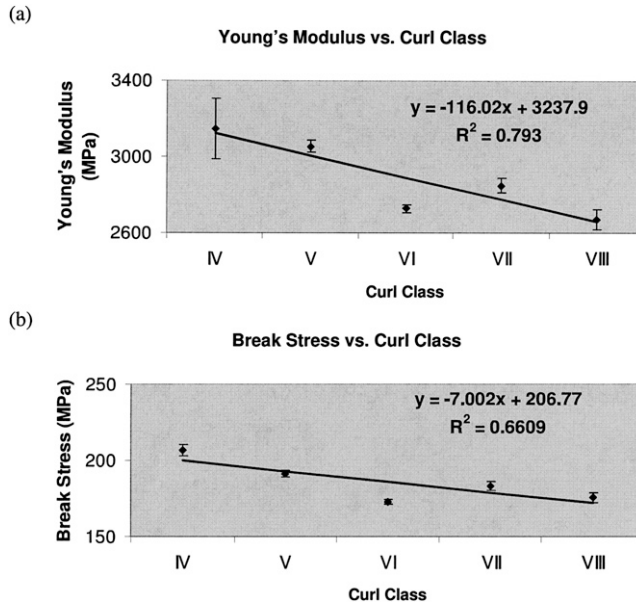 (a)
Young's Modulus vs. Curl Class
3400
y = -116.02x + 3237.9
R² = 0.793
Young's Modulus
(MPa)
3000
2600
IV V VI VII VIII
Curl Class
(b)
Break Stress vs. Curl Class
250
y = -7.002x + 206.77
R² = 0.6609
Break Stress (MPa)
200
150
IV V VI VII VIII
Curl Class